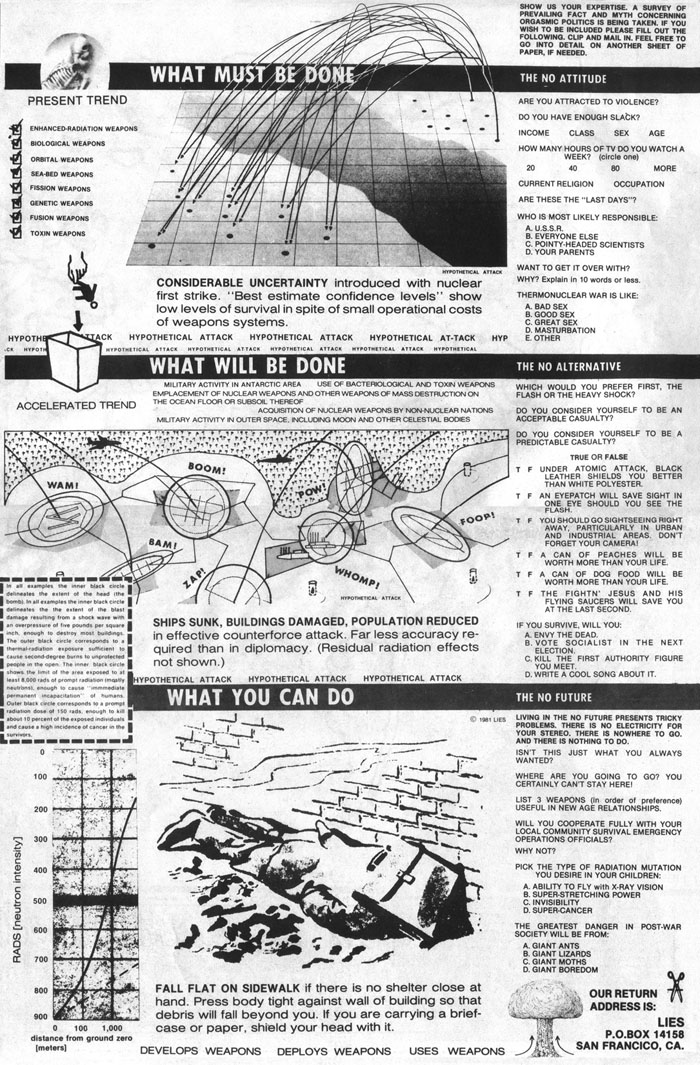 SHOW US YOUR EXPERTISE. A SURVEY OF
PREVAILING FACT AND MYTH CONCERNING
ORGASMIC POLITICS IS BEING TAKEN. IF YOU
WISH TO BE INCLUDED PLEASE FILL OUT THE
FOLLOWING. CLIP AND MAIL IN. FEEL FREE TO
GO INTO DETAIL ON ANOTHER SHEET OF
PAPER, IF NEEDED.
WHAT MUST BE DONE
PRESENT TREND
ENHANCED-RADIATION WEAPONS
BIOLOGICAL WEAPONS
ORBITAL WEAPONS
SEA-BED WEAPONS
FISSION WEAPONS
GENETIC WEAPONS
FUSION WEAPONS
TOXIN WEAPONS
HYPOTHETICAL ATTACK
CONSIDERABLE UNCERTAINTY introduced with nuclear
first strike. "Best estimate confidence levels" show
low levels of survival in spite of small operational costs
of weapons systems.
HYPOTHE TTACK HYPOTHETICAL ATTACK HYPOTHETICAL ATTACK HYPOTHETICAL AT-TACK HYP
-CK HYPOTH HYPOTHETICAL ATTACK HYPOTHETICAL ATTACK HYPOTHETICAL ATTACK HYPOTHETICAL ATTACK HYPOTHETICAL
THE NO ATTITUDE
ARE YOU ATTRACTED TO VIOLENCE?
DO YOU HAVE ENOUGH SLACK?
INCOME CLASS SEX AGE
HOW MANY HOURS OF TV DO YOU WATCH A
WEEK? (circle one)
20 40 80 MORE
CURRENT RELIGION OCCUPATION
ARE THESE THE "LAST DAYS"?
WHO IS MOST LIKELY RESPONSIBLE:
A. U.S.S.R.
B. EVERYONE ELSE
C. POINTY-HEADED SCIENTISTS
D. YOUR PARENTS
WANT TO GET IT OVER WITH?
WHY? Explain in 10 words or less.
THERMONUCLEAR WAR IS LIKE:
A. BAD SEX
B. GOOD SEX
C. GREAT SEX
D. MASTURBATION
E. OTHER
WHAT WILL BE DONE
ACCELERATED TREND
MILITARY ACTIVITY IN ANTARCTIC AREA USE OF BACTERIOLOGICAL AND TOXIN WEAPONS
EMPLACEMENT OF NUCLEAR WEAPONS AND OTHER WEAPONS OF MASS DESTRUCTION ON
THE OCEAN FLOOR OR SUBSOIL THEREOF
ACQUISITION OF NUCLEAR WEAPONS BY NON-NUCLEAR NATIONS
MILITARY ACTIVITY IN OUTER SPACE, INCLUDING MOON AND OTHER CELESTIAL BODIES
WAM!
BOOM!
POW!
FOOP!
BAM!
ZAP!
WHOMP!
HYPOTHETICAL ATTACK
In all examples the inner black circle
delineates the extent of the head (the
bomb). In all examples the inner black circle
delineates the the extent of the blast
damage resulting from a shock wave with
an overpressure of five pounds per square
inch, enough to destroy most buildings.
The outer black circle corresponds to a
thermal-radiation exposure sufficient to
cause second-degree burns to unprotected
people in the open. The inner black circle
shows the limit of the area exposed to at
least 8,000 rads of prompt radiation (mgatly
neutrons), enough to cause "immmediate
permanent incapacitation" of humans.
Outer black circle corresponds to a prompt
radiation dose of 150 rads, enough to kill
about 10 percent of the exposed individuals
and cause a high incidence of cancer in the
survivors.
SHIPS SUNK, BUILDINGS DAMAGED, POPULATION REDUCED
in effective counterforce attack. Far less accuracy re-
quired than in diplomacy. (Residual radiation effects
not shown.)
HYPOTHETICAL ATTACK HYPOTHETICAL ATTACK HYPOTHETICAL ATTACK
THE NO ALTERNATIVE
WHICH WOULD YOU PREFER FIRST, THE
FLASH OR THE HEAVY SHOCK?
DO YOU CONSIDER YOURSELF TO BE AN
ACCEPTABLE CASUALTY?
DO YOU CONSIDER YOURSELF TO BE A
PREDICTABLE CASUALTY?
TRUE OR FALSE
T F UNDER ATOMIC ATTACK, BLACK
LEATHER SHIELDS YOU BETTER
THAN WHITE POLYESTER.
T F AN EYEPATCH WILL SAVE SIGHT IN
ONE EYE SHOULD YOU SEE THE
FLASH.
T F YOU SHOULD GO SIGHTSEEING RIGHT
AWAY, PARTICULARLY IN URBAN
AND INDUSTRIAL AREAS. DON'T
FORGET YOUR CAMERA!
T F A CAN OF PEACHES WILL BE
WORTH MORE THAN YOUR LIFE.
T F A CAN OF DOG FOOD WILL BE
WORTH MORE THAN YOUR LIFE.
T F THE FIGHTN' JESUS AND HIS
FLYING SAUCERS WILL SAVE YOU
AT THE LAST SECOND.
IF YOU SURVIVE, WILL YOU:
A. ENVY THE DEAD.
B. VOTE SOCIALIST IN THE NEXT
ELECTION.
C. KILL THE FIRST AUTHORITY FIGURE
YOU MEET.
D. WRITE A COOL SONG ABOUT IT.
WHAT YOU CAN DO
© 1981 LIES
RADS [neutron intensity]
0
100
200
300
400
500
600
700
800
900
0 100 1,000
distance from ground zero
[meters]
FALL FLAT ON SIDEWALK if there is no shelter close at
hand. Press body tight against wall of building so that
debris will fall beyond you. If you are carrying a brief-
case or paper, shield your head with it.
DEVELOPS WEAPONS DEPLOYS WEAPONS USES WEAPONS
THE NO FUTURE
LIVING IN THE NO FUTURE PRESENTS TRICKY
PROBLEMS. THERE IS NO ELECTRICITY FOR
YOUR STEREO. THERE IS NOWHERE TO GO.
AND THERE IS NOTHING TO DO.
ISN'T THIS JUST WHAT YOU ALWAYS
WANTED?
WHERE ARE YOU GOING TO GO? YOU
CERTAINLY CAN'T STAY HERE!
LIST 3 WEAPONS (in order of preference)
USEFUL IN NEW AGE RELATIONSHIPS.
WILL YOU COOPERATE FULLY WITH YOUR
LOCAL COMMUNITY SURVIVAL EMERGENCY
OPERATIONS OFFICIALS?
WHY NOT?
PICK THE TYPE OF RADIATION MUTATION
YOU DESIRE IN YOUR CHILDREN:
A. ABILITY TO FLY with X-RAY VISION
B. SUPER-STRETCHING POWER
C. INVISIBILITY
D. SUPER-CANCER
THE GREATEST DANGER IN POST-WAR
SOCIETY WILL BE FROM:
A. GIANT ANTS
B. GIANT LIZARDS
C. GIANT MOTHS
D. GIANT BOREDOM
OUR RETURN
ADDRESS IS:
LIES
P.O.BOX 14158
SAN FRANCISCO, CA.